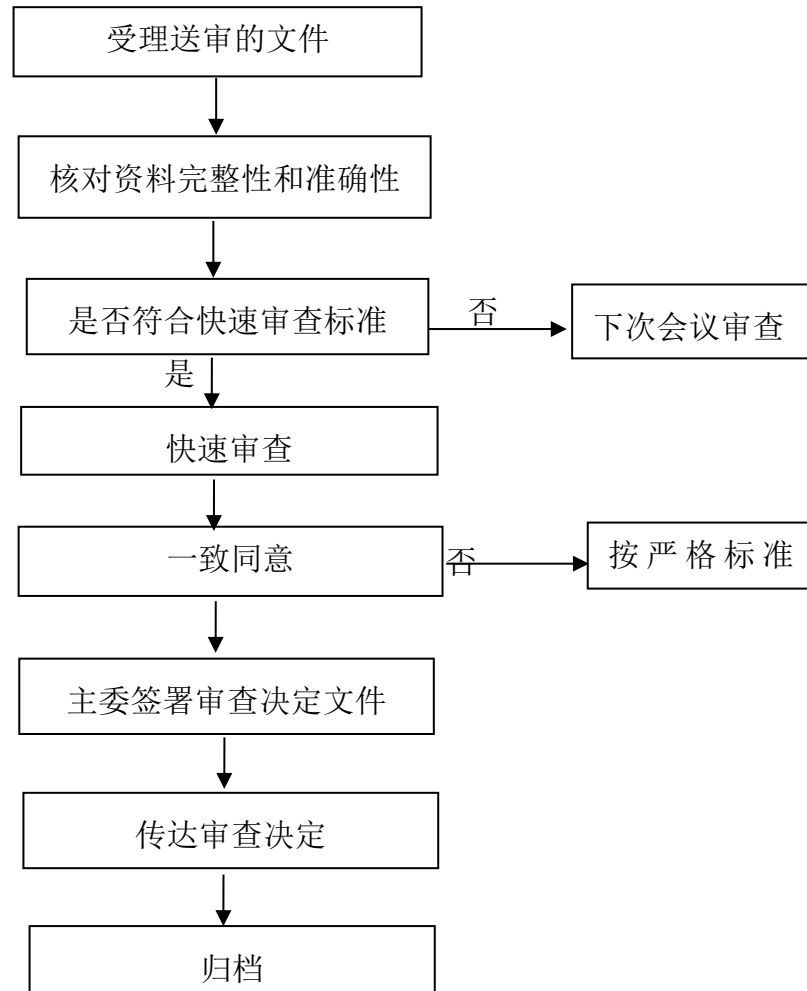 受理送审的文件
核对资料完整性和准确性
是否符合快速审查标准
否
下次会议审查
是
快速审查
一致同意
否
按严格标准
主委签署审查决定文件
传达审查决定
归档